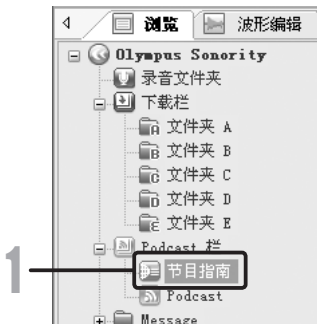 浏览 波形编辑
Olympus Sonority
录音文件夹
下载栏
文件夹 A
文件夹 B
文件夹 C
文件夹 D
文件夹 E
Podcast 栏
1 节目指南
Podcast
Message